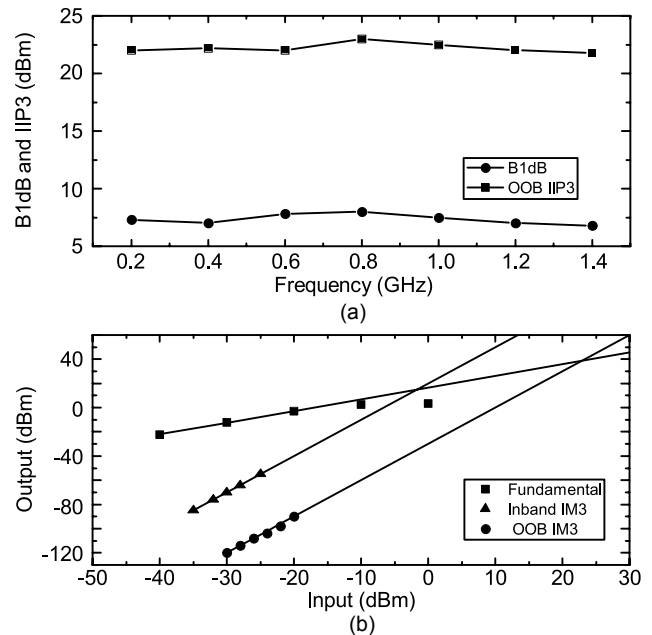 B1dB and IIP3 (dBm)
25
20
15
10
5
B1dB
OOB IIP3
0.2 0.4 0.6 0.8 1.0 1.2 1.4
Frequency (GHz)
(a)
Output (dBm)
40
0
-40
-80
-120
Fundamental
Inband IM3
OOB IM3
-50 -40 -30 -20 -10 0 10 20 30
Input (dBm)
(b)